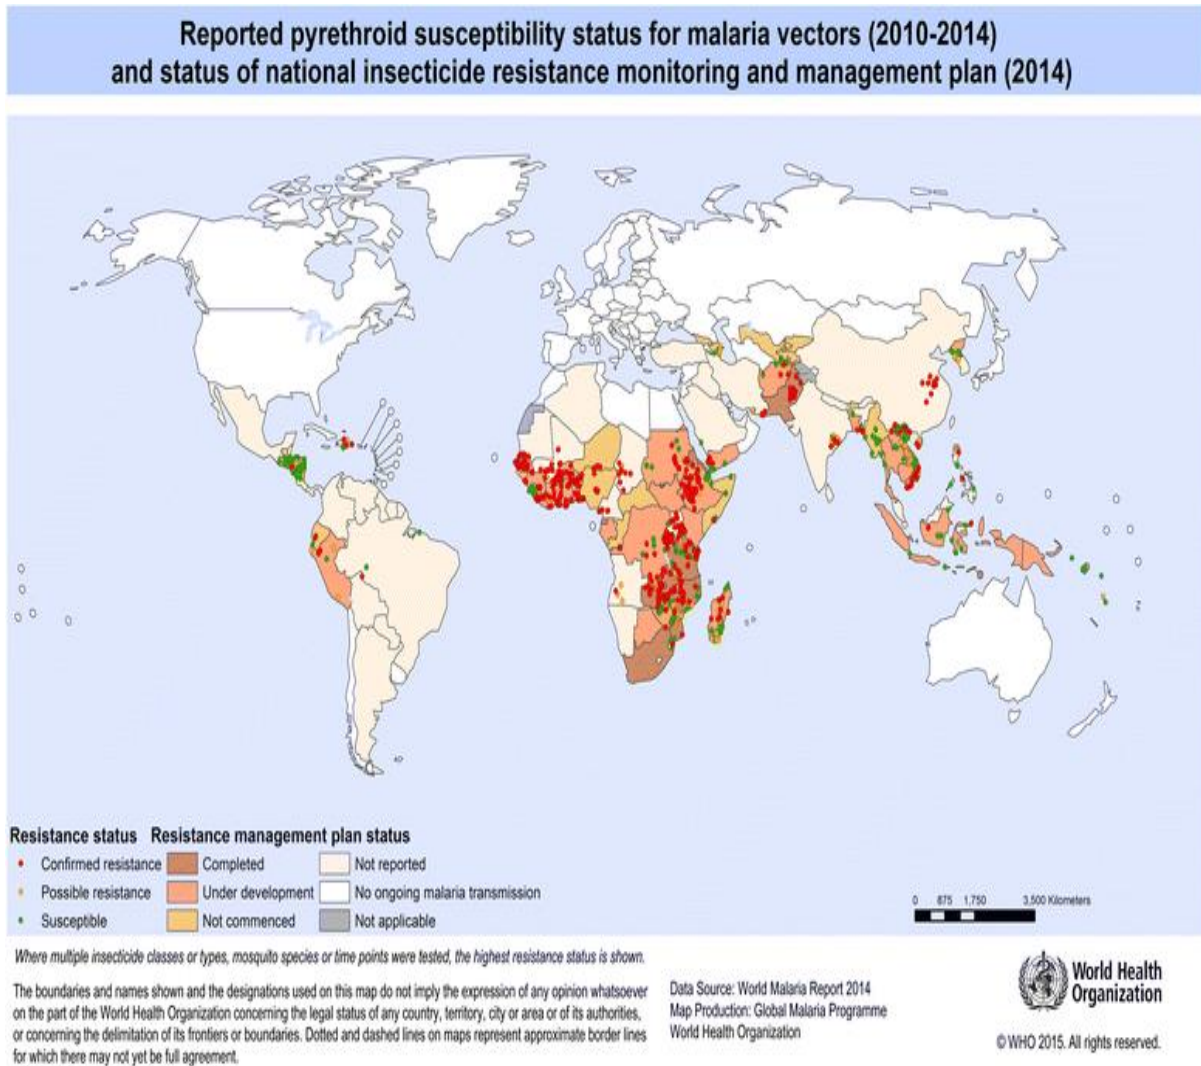 Reported pyrethroid susceptibility status for malaria vectors (2010-2014)
and status of national insecticide resistance monitoring and management plan (2014)
Resistance status Resistance management plan status
Confirmed resistance Completed Not reported
Possible resistance Under development No ongoing malaria transmission
Susceptible Not commenced Not applicable
0 875 1,750 3,500 Kilometers
Where multiple insecticide classes or types, mosquito species or time points were tested, the highest resistance status is shown.
The boundaries and names shown and the designations used on this map do not imply the expression of any opinion whatsoever
on the part of the World Health Organization concerning the legal status of any country, territory, city or area or of its authorities,
or concerning the delimitation of its frontiers or boundaries. Dotted and dashed lines on maps represent approximate border lines
for which there may not yet be full agreement.
Data Source: World Malaria Report 2014
Map Production: Global Malaria Programme
World Health Organization
World Health
Organization
© WHO 2015. All rights reserved.